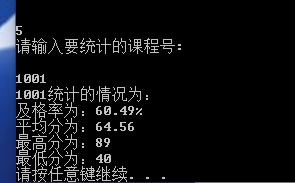 5
请输入要统计的课程号：
1001
1001统计的情况为：
及格率为：60.49%
平均分为：64.56
最高分为：89
最低分为：40
请按任意键继续. . .